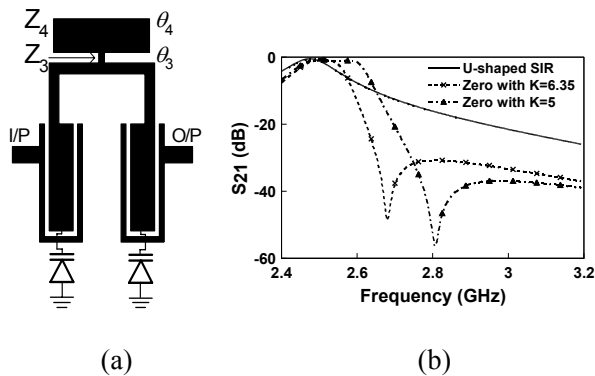 Z4 θ4
Z3 θ3
I/P O/P
(a)
U-shaped SIR
Zero with K=6.35
Zero with K=5
S21 (dB)
0
-20
-40
-60
2.4 2.6 2.8 3 3.2
Frequency (GHz)
(b)